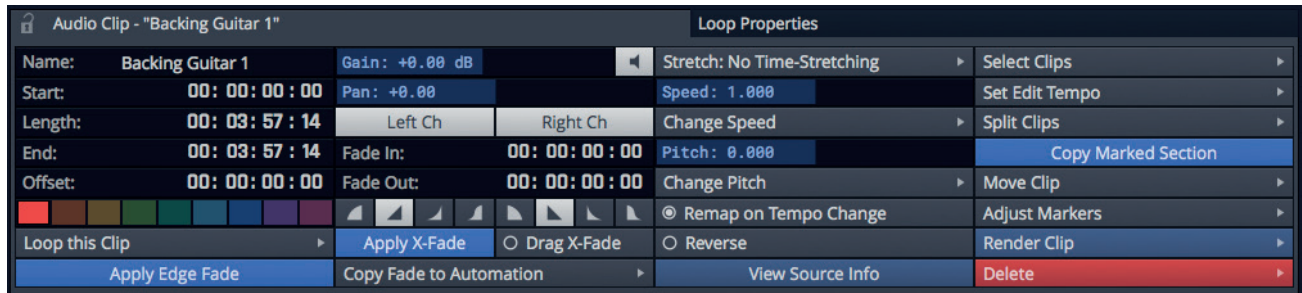 Audio Clip - "Backing Guitar 1"
Loop Properties
Name: Backing Guitar 1
Start: 00: 00: 00 : 00
Length: 00: 03: 57 : 14
End: 00: 03: 57 : 14
Offset: 00: 00: 00 : 00
Loop this Clip
Apply Edge Fade
Gain: +0.00 dB
Pan: +0.00
Left Ch Right Ch
Fade In: 00: 00: 00 : 00
Fade Out: 00: 00: 00 : 00
Apply X-Fade Drag X-Fade
Copy Fade to Automation
Stretch: No Time-Stretching
Speed: 1.000
Change Speed
Pitch: 0.000
Change Pitch
Remap on Tempo Change
Reverse
View Source Info
Select Clips
Set Edit Tempo
Split Clips
Copy Marked Section
Move Clip
Adjust Markers
Render Clip
Delete